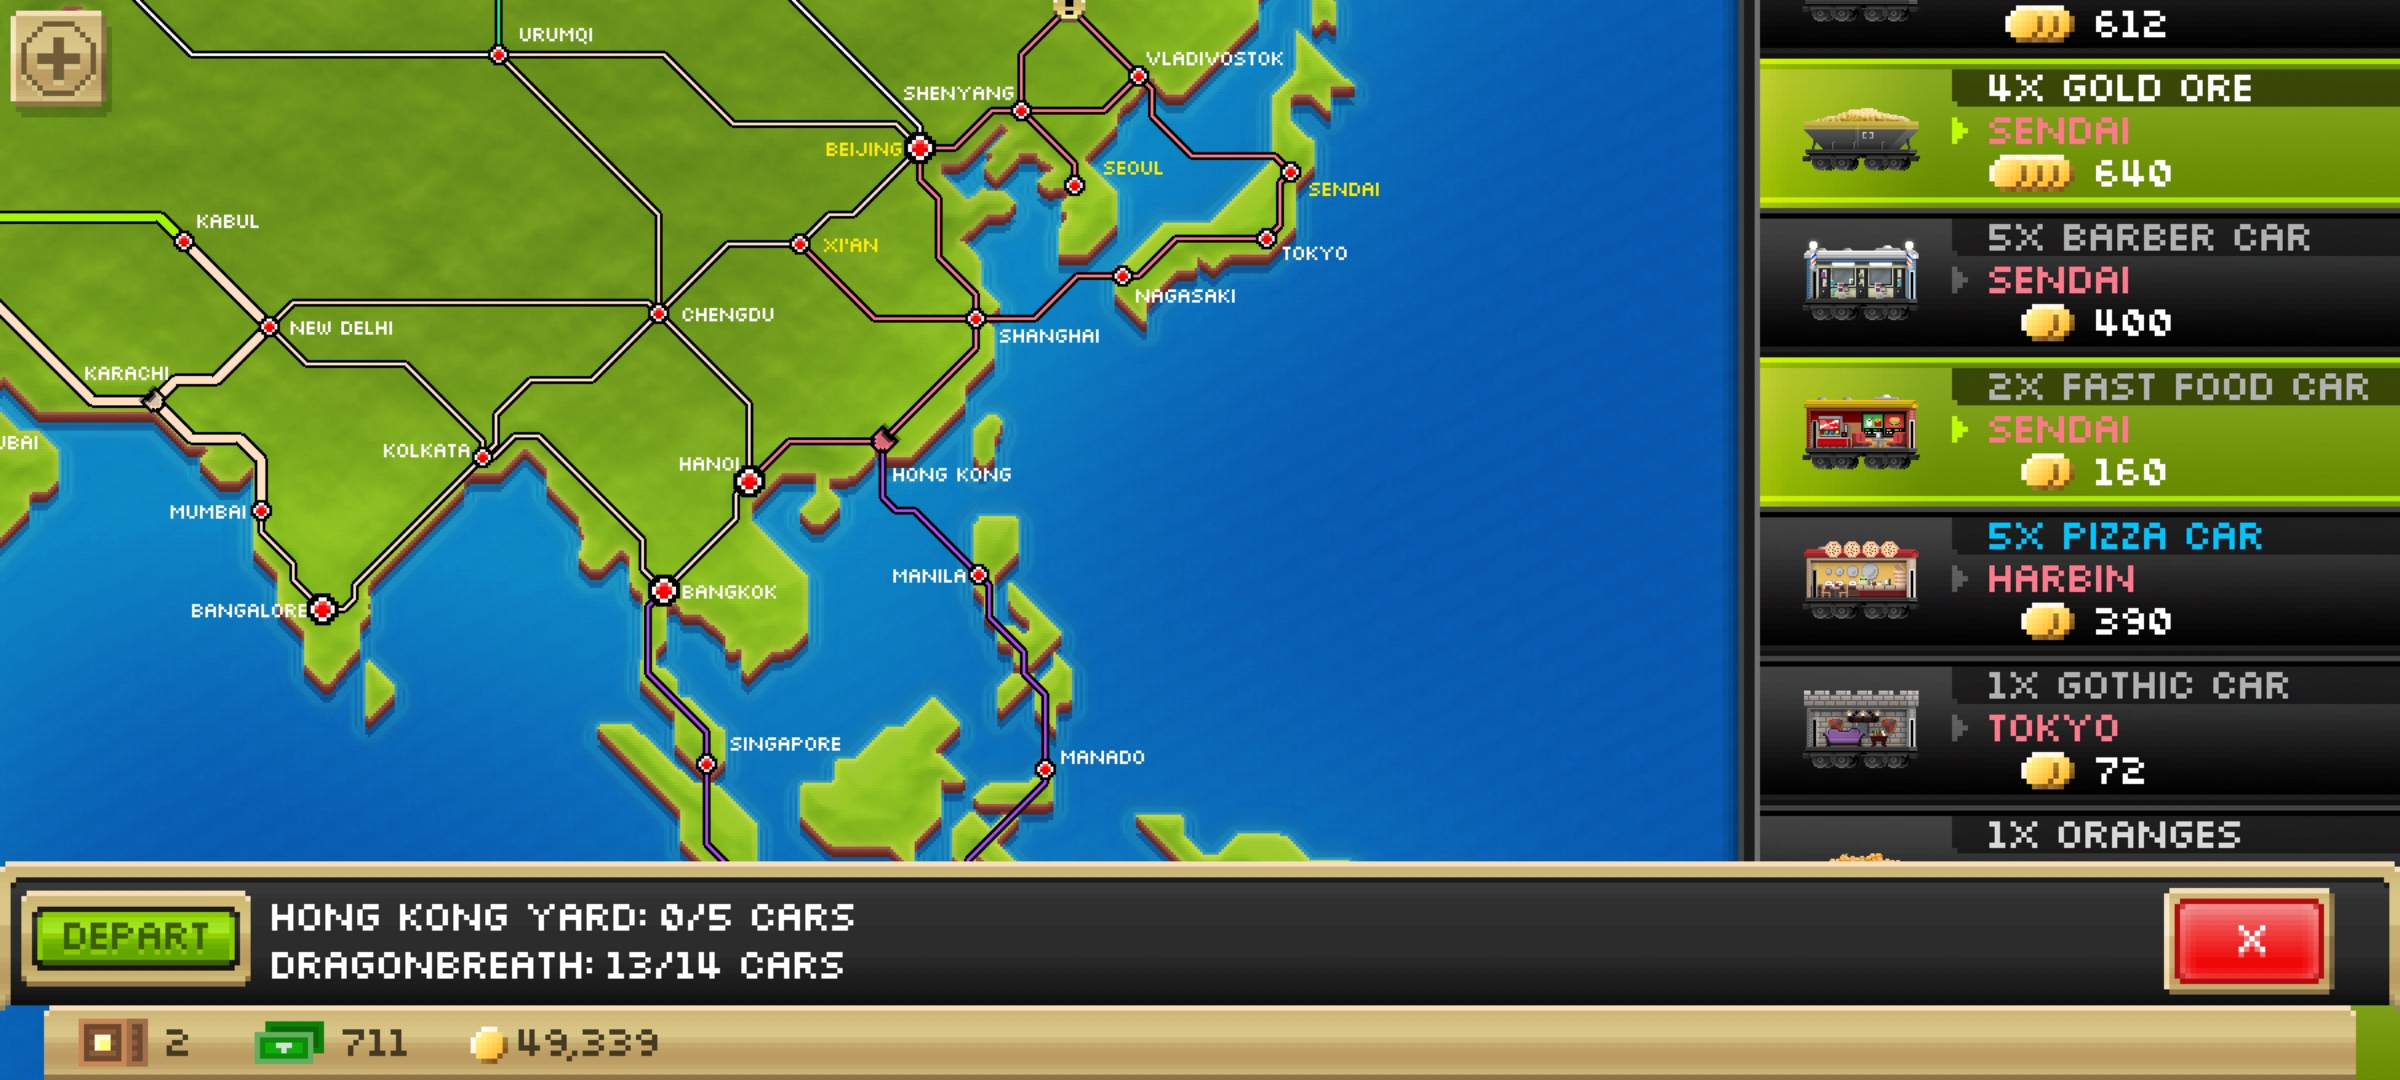 URUMQI
VLADIVOSTOK
SHENYANG
BEIJING
SEOUL
SENDAI
KABUL
XI'AN
TOKYO
NAGASAKI
NEW DELHI
CHENGDU
SHANGHAI
KARACHI
UBAI
KOLKATA
HANOI
HONG KONG
MUMBAI
MANILA
BANGKOK
BANGALORE
SINGAPORE
MANADO
612
4X GOLD ORE
SENDAI
640
5X BARBER CAR
SENDAI
400
2X FAST FOOD CAR
SENDAI
160
5X PIZZA CAR
HARBIN
390
1X GOTHIC CAR
TOKYO
72
1X ORANGES
DEPART
HONG KONG YARD: 0/5 CARS
DRAGONBREATH: 13/14 CARS
X
2
711
49,339